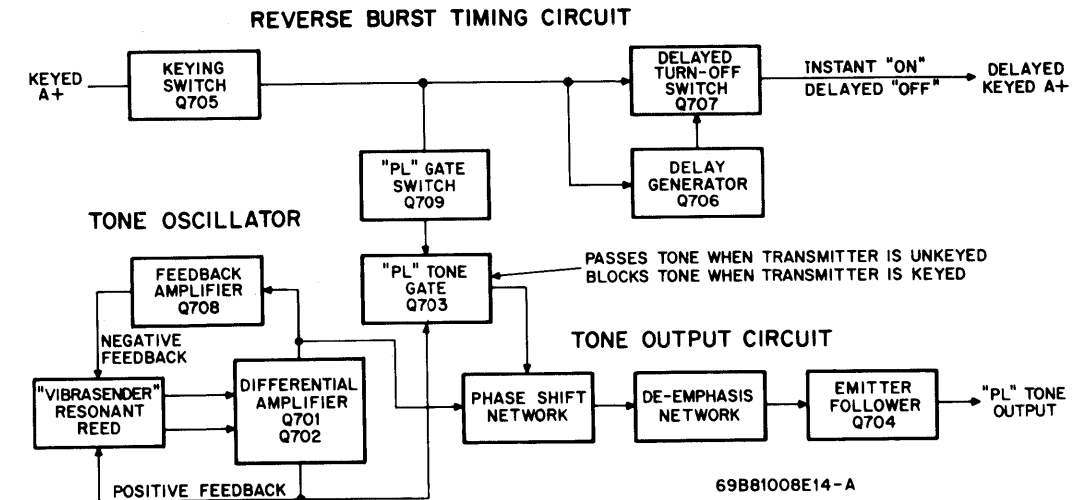 REVERSE BURST TIMING CIRCUIT
KEYED
A+
KEYING
SWITCH
Q705
DELAYED
TURN-OFF
SWITCH
Q707
INSTANT "ON"
DELAYED "OFF"
DELAYED
KEYED A+
"PL" GATE
SWITCH
Q709
DELAY
GENERATOR
Q706
TONE OSCILLATOR
FEEDBACK
AMPLIFIER
Q708
"PL" TONE
GATE
Q703
PASSES TONE WHEN TRANSMITTER IS UNKEYED
BLOCKS TONE WHEN TRANSMITTER IS KEYED
NEGATIVE
FEEDBACK
TONE OUTPUT CIRCUIT
"VIBRASENDER"
RESONANT
REED
DIFFERENTIAL
AMPLIFIER
Q701
Q702
PHASE SHIFT
NETWORK
DE-EMPHASIS
NETWORK
EMITTER
FOLLOWER
Q704
"PL" TONE
OUTPUT
POSITIVE FEEDBACK
69B81008E14-A